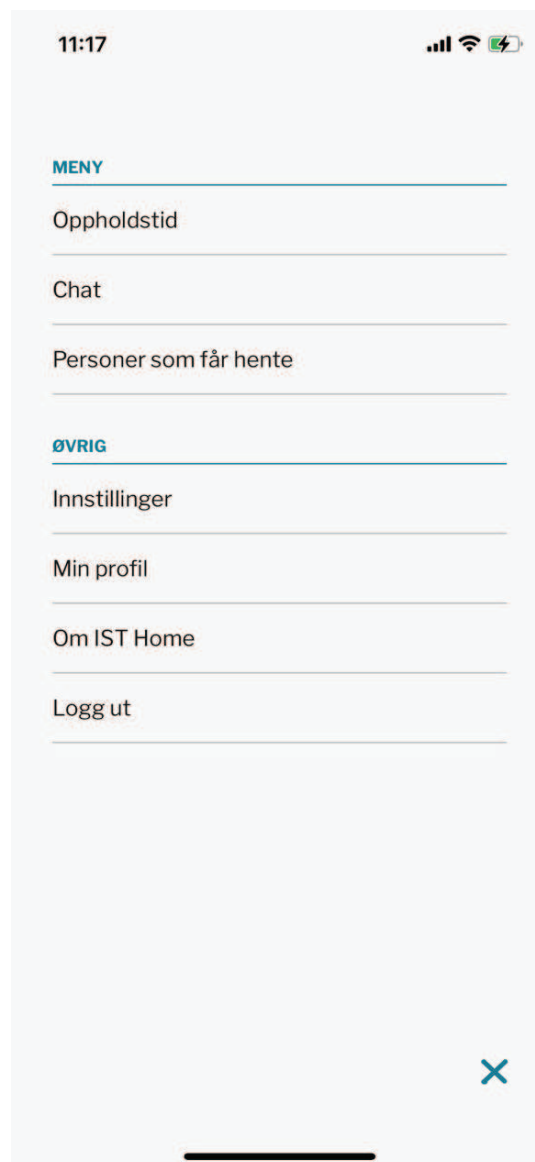 11:17
MENY
Oppholdstid
Chat
Personer som får hente
ØVRIG
Innstillinger
Min profil
Om IST Home
Logg ut